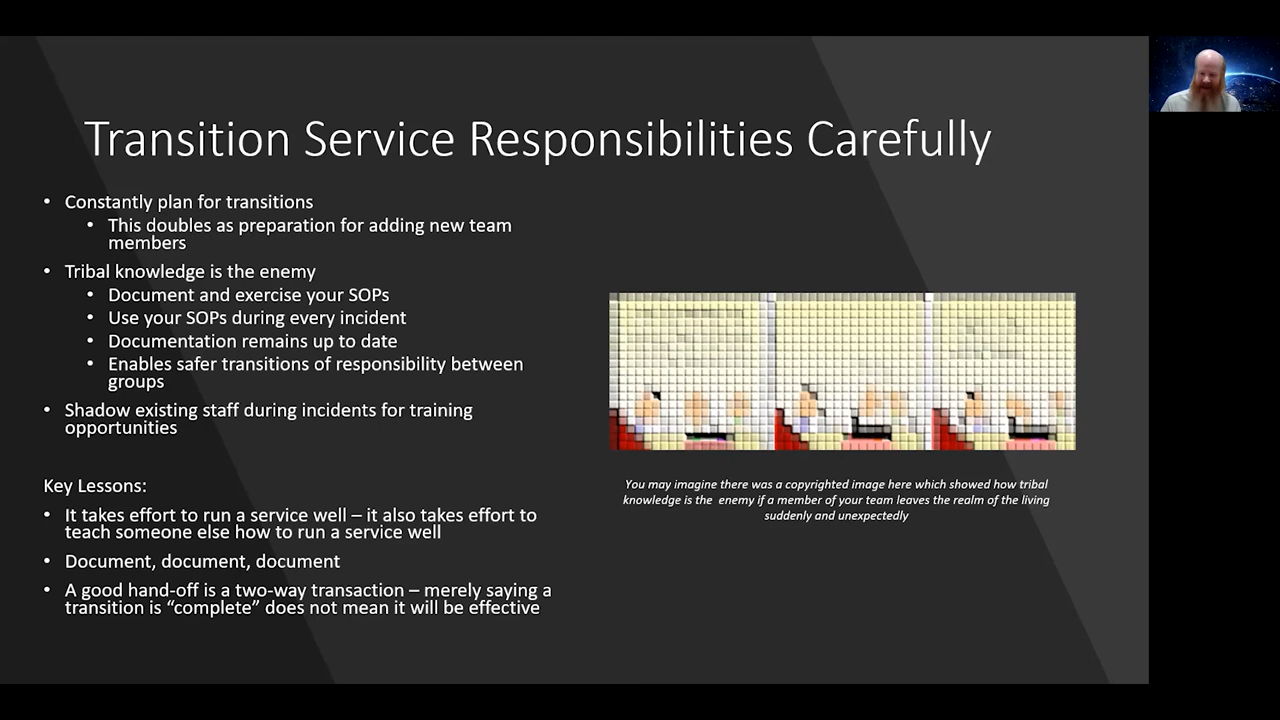 Transition Service Responsibilities Carefully
• Constantly plan for transitions
• This doubles as preparation for adding new team
members
• Tribal knowledge is the enemy
• Document and exercise your SOPs
• Use your SOPs during every incident
• Documentation remains up to date
• Enables safer transitions of responsibility between
groups
• Shadow existing staff during incidents for training
opportunities
Key Lessons:
• It takes effort to run a service well – it also takes effort to
teach someone else how to run a service well
• Document, document, document
• A good hand-off is a two-way transaction – merely saying a
transition is “complete” does not mean it will be effective
You may imagine there was a copyrighted image here which showed how tribal
knowledge is the enemy if a member of your team leaves the realm of the living
suddenly and unexpectedly